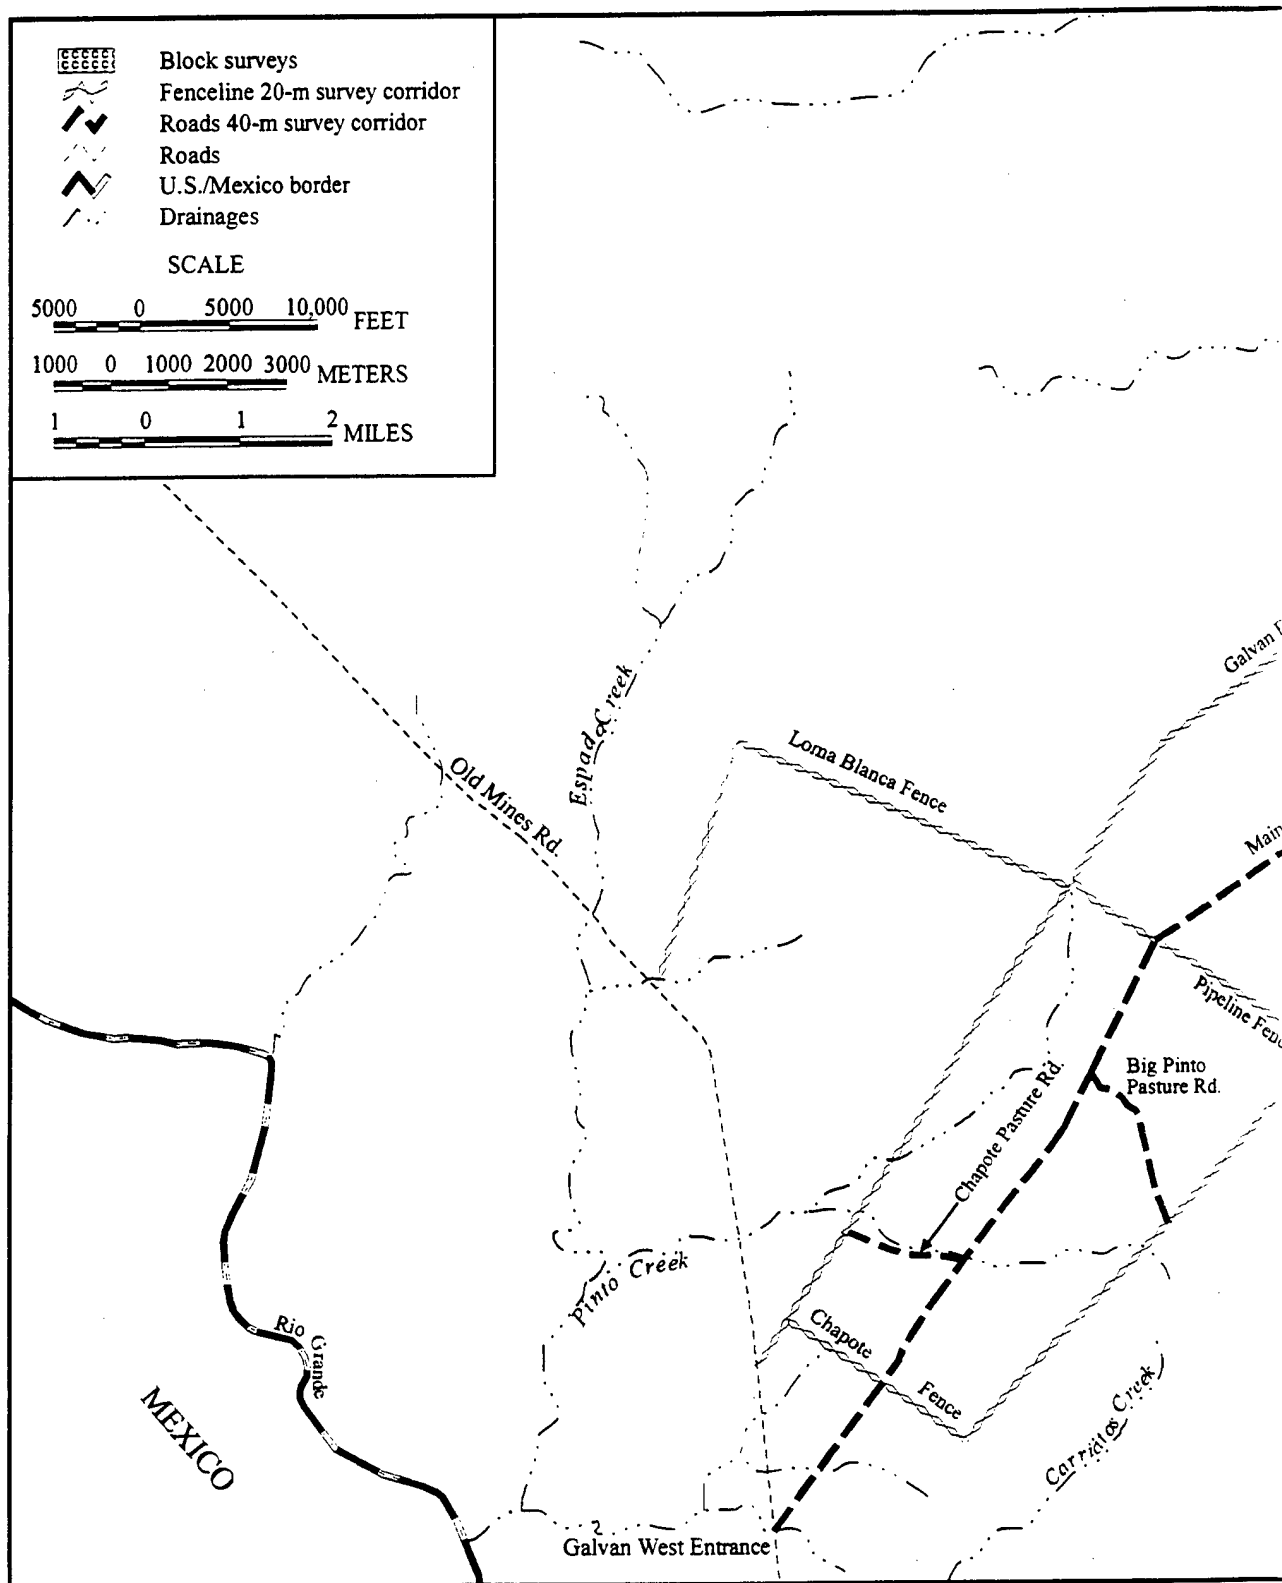 Block surveys
Fenceline 20-m survey corridor
Roads 40-m survey corridor
Roads
U.S./Mexico border
Drainages
SCALE
5000 0 5000 10,000 FEET
1000 0 1000 2000 3000 METERS
1 0 1 2 MILES
Galvan
Espada Creek
Loma Blanca Fence
Old Mines Rd.
Main
Pipeline
Big Pinto
Pasture Rd.
Chapote Pasture Rd.
Pinto Creek
Rio Grande
Chapote Fence
MEXICO
Creek
Galvan West Entrance